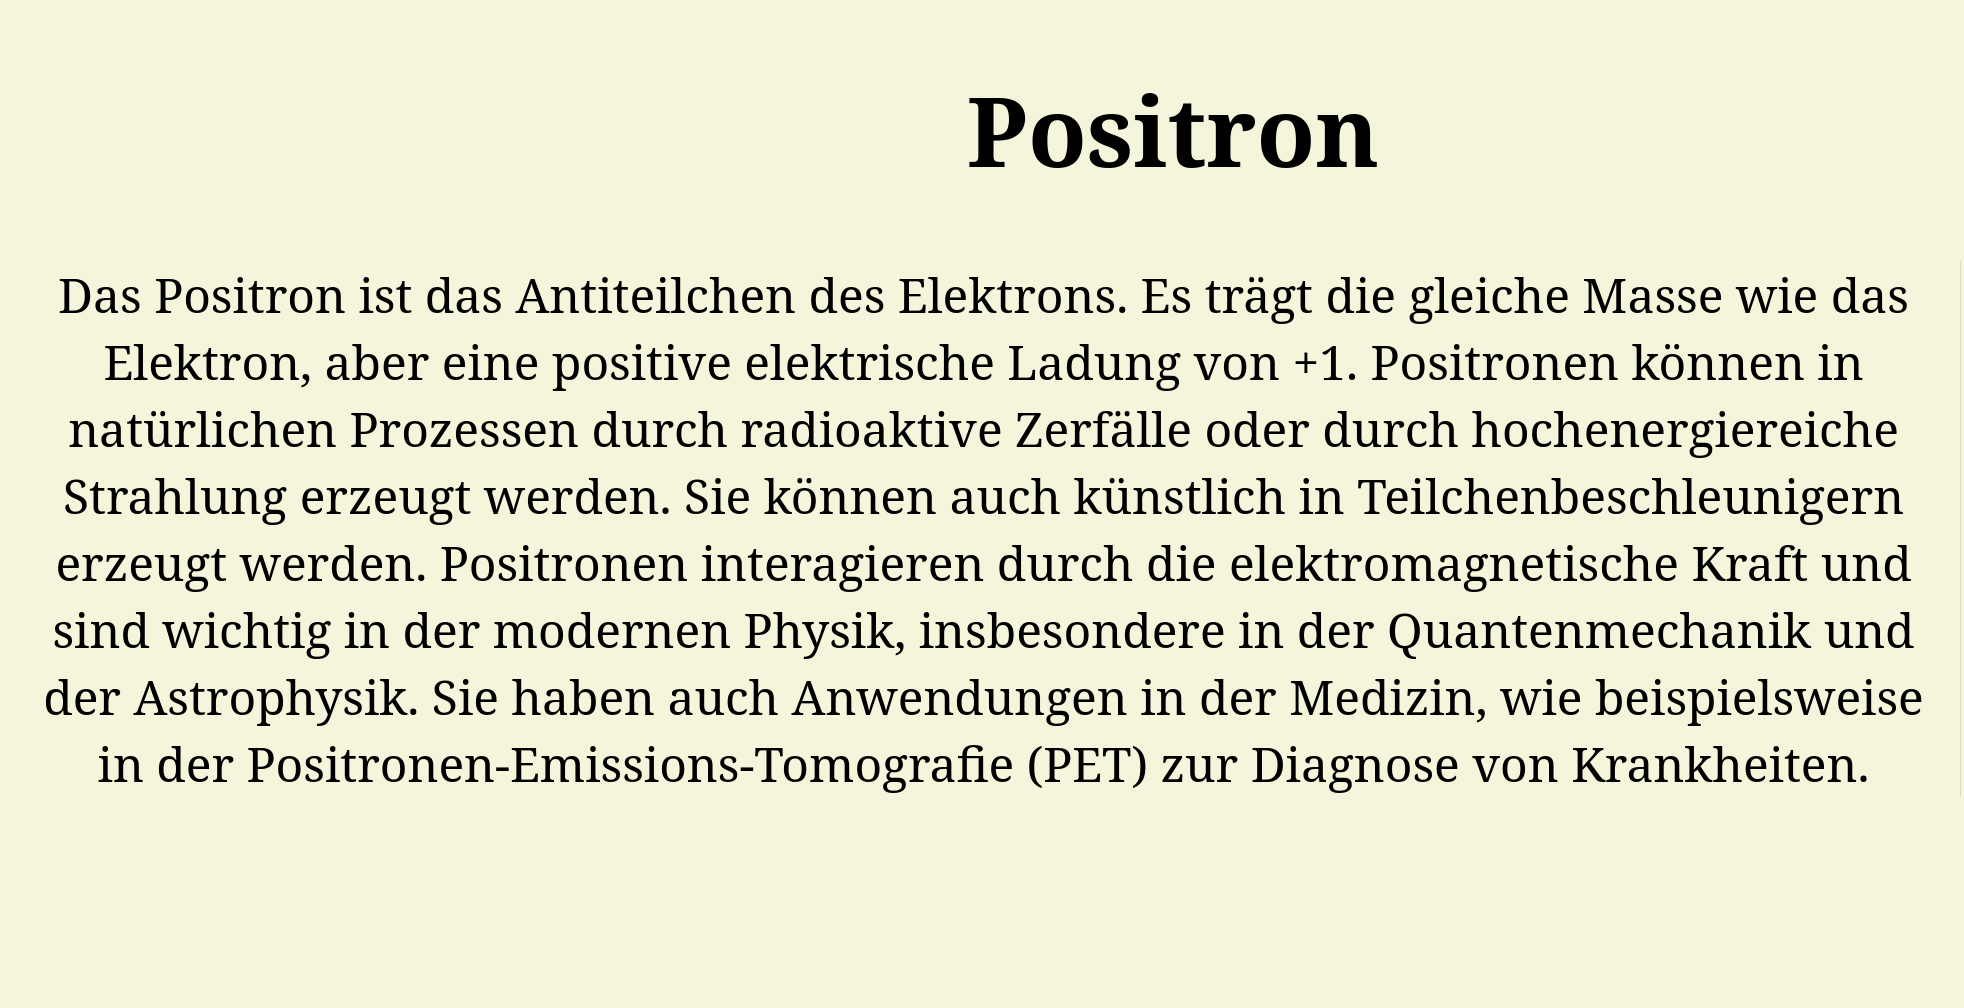 Positron
Das Positron ist das Antiteilchen des Elektrons. Es trägt die gleiche Masse wie das
Elektron, aber eine positive elektrische Ladung von +1. Positronen können in
natürlichen Prozessen durch radioaktive Zerfälle oder durch hochenergiereiche
Strahlung erzeugt werden. Sie können auch künstlich in Teilchenbeschleunigern
erzeugt werden. Positronen interagieren durch die elektromagnetische Kraft und
sind wichtig in der modernen Physik, insbesondere in der Quantenmechanik und
der Astrophysik. Sie haben auch Anwendungen in der Medizin, wie beispielsweise
in der Positronen-Emissions-Tomografie (PET) zur Diagnose von Krankheiten.